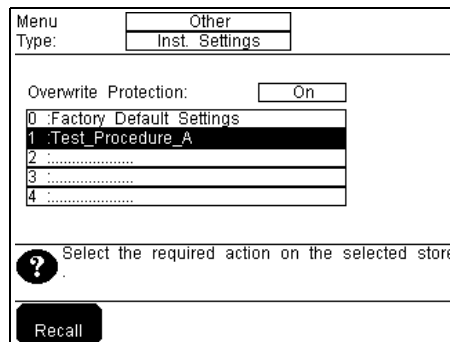 Menu Other
Type: Inst. Settings
Overwrite Protection: On
0 :Factory Default Settings
1 :Test_Procedure_A
2 :....................
3 :....................
4 :....................
? Select the required action on the selected store
.
Recall